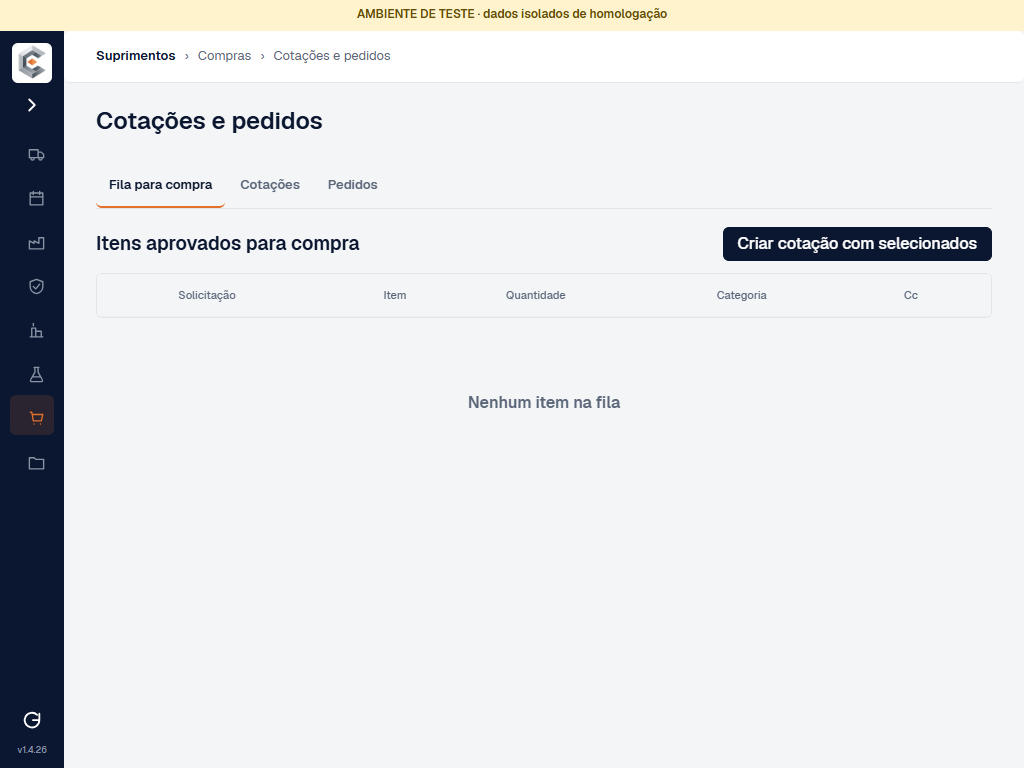 AMBIENTE DE TESTE · dados isolados de homologação
Suprimentos › Compras › Cotações e pedidos
Cotações e pedidos
Fila para compra Cotações Pedidos
Itens aprovados para compra Criar cotação com selecionados
Solicitação Item Quantidade Categoria Cc
Nenhum item na fila
v1.4.26